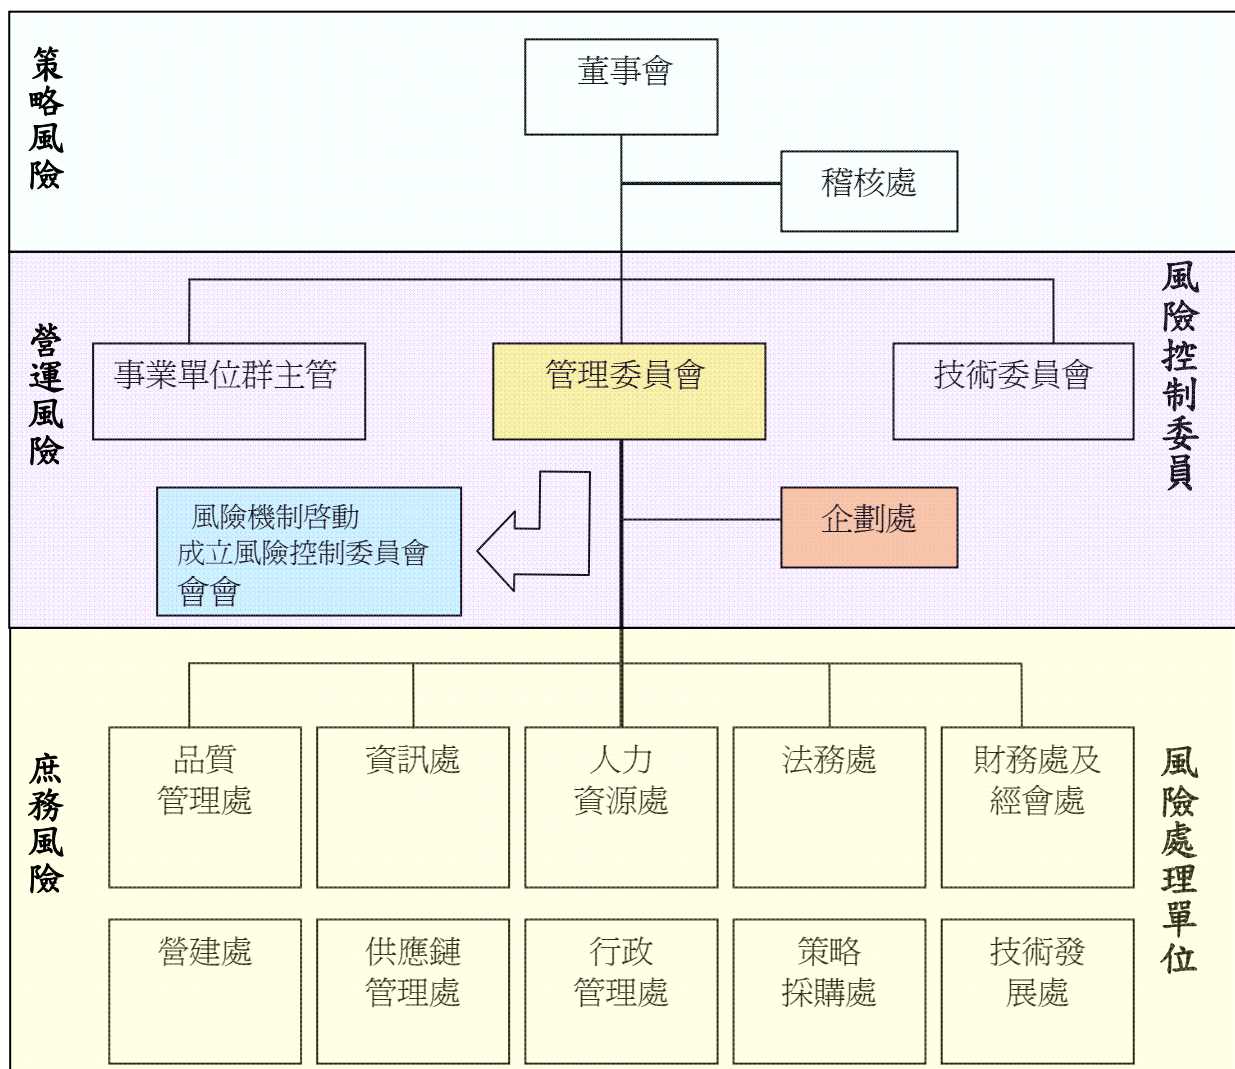 策略風險
董事會
稽核處
營運風險
風險控制委員
事業單位群主管
管理委員會
技術委員會
風險機制啓動
成立風險控制委員會
會會
企劃處
庶務風險
風險處理單位
品質
管理處
資訊處
人力
資源處
法務處
財務處及
經會處
營建處
供應鏈
管理處
行政
管理處
策略
採購處
技術發
展處